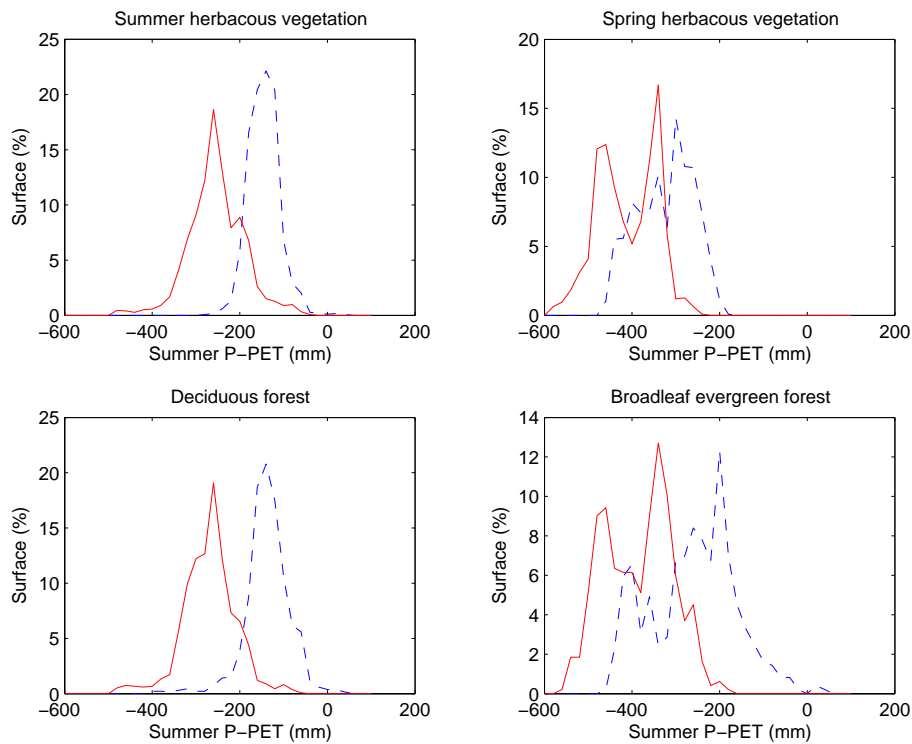 Summer herbacous vegetation
25
20
15
10
5
0
Surface (%)
−600 −400 −200 0 200
Summer P−PET (mm)
Spring herbacous vegetation
20
15
10
5
0
Surface (%)
−600 −400 −200 0 200
Summer P−PET (mm)
Deciduous forest
25
20
15
10
5
0
Surface (%)
−600 −400 −200 0 200
Summer P−PET (mm)
Broadleaf evergreen forest
14
12
10
8
6
4
2
0
Surface (%)
−600 −400 −200 0 200
Summer P−PET (mm)